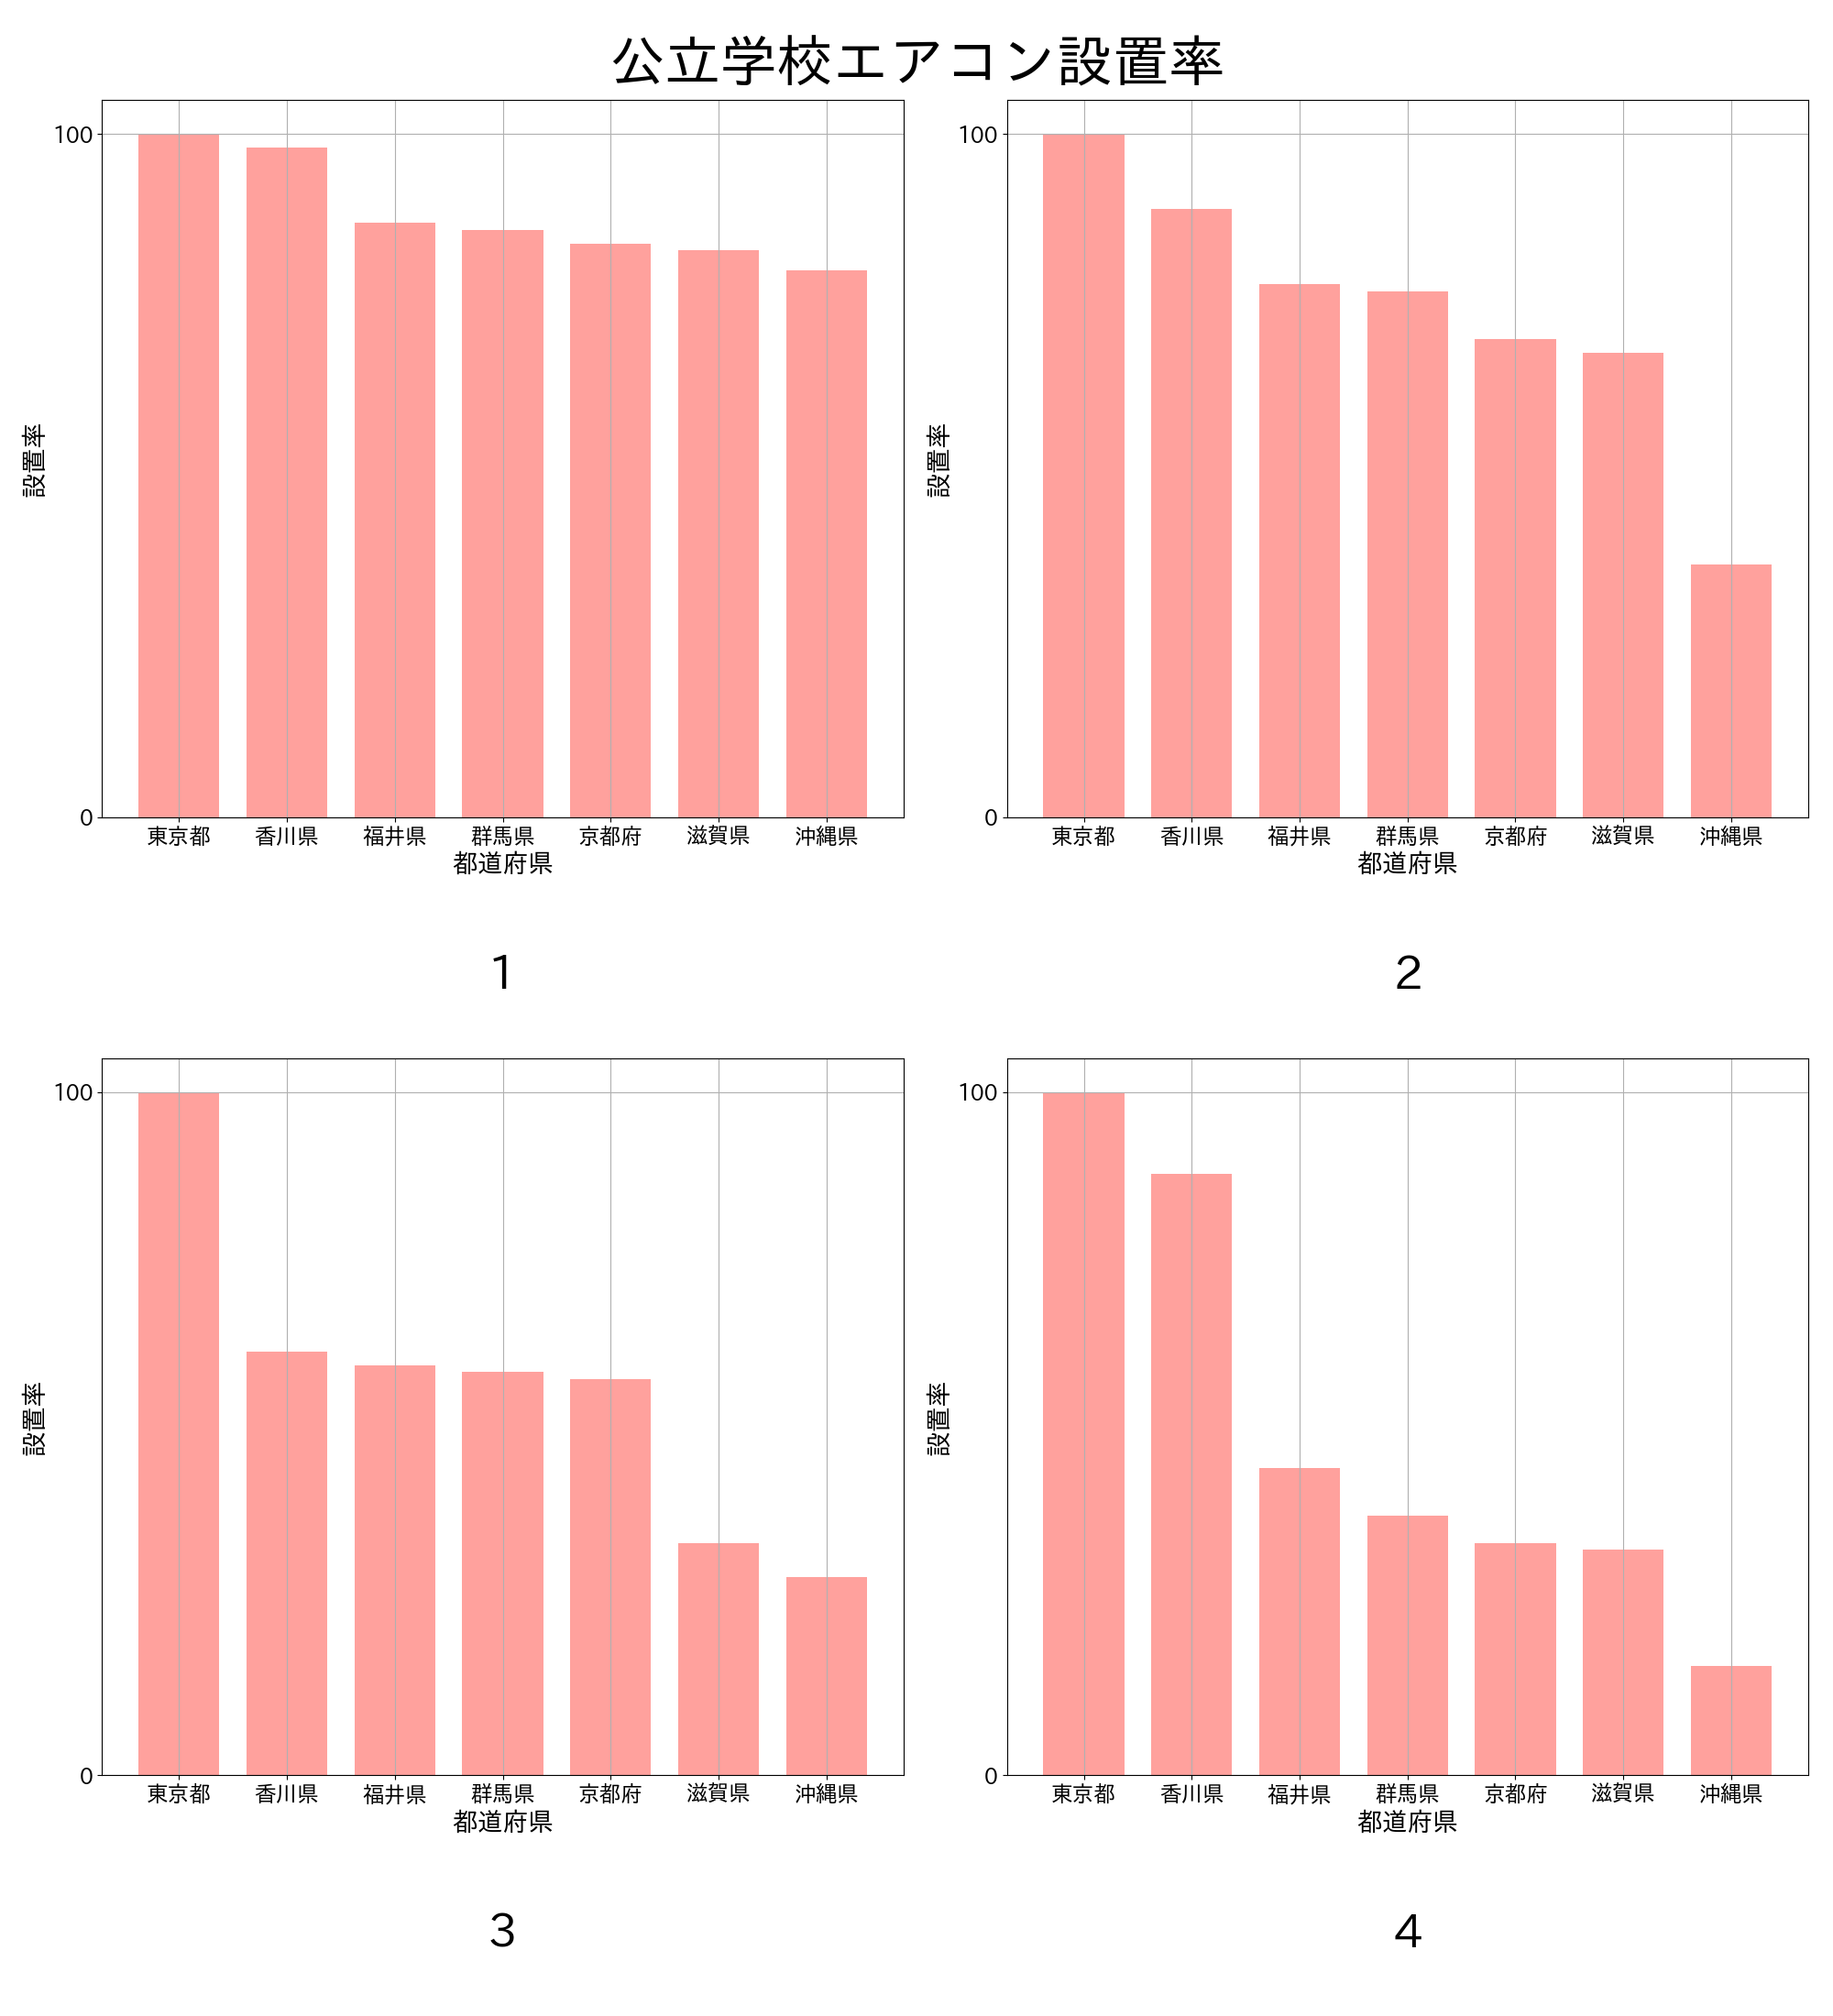 公立学校エアコン設置率
100
0
設置率
東京都 香川県 福井県 群馬県 京都府 滋賀県 沖縄県
都道府県
1
100
0
設置率
東京都 香川県 福井県 群馬県 京都府 滋賀県 沖縄県
都道府県
2
100
0
設置率
東京都 香川県 福井県 群馬県 京都府 滋賀県 沖縄県
都道府県
3
100
0
設置率
東京都 香川県 福井県 群馬県 京都府 滋賀県 沖縄県
都道府県
4